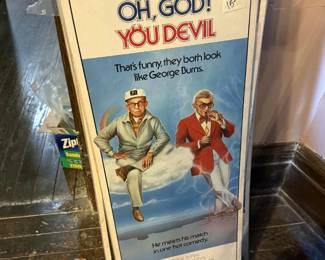 OH, GOD!
YOU DEVIL
That's funny, they both look
like George Burns.
Zipl
He meets his match
in one hot comedy.